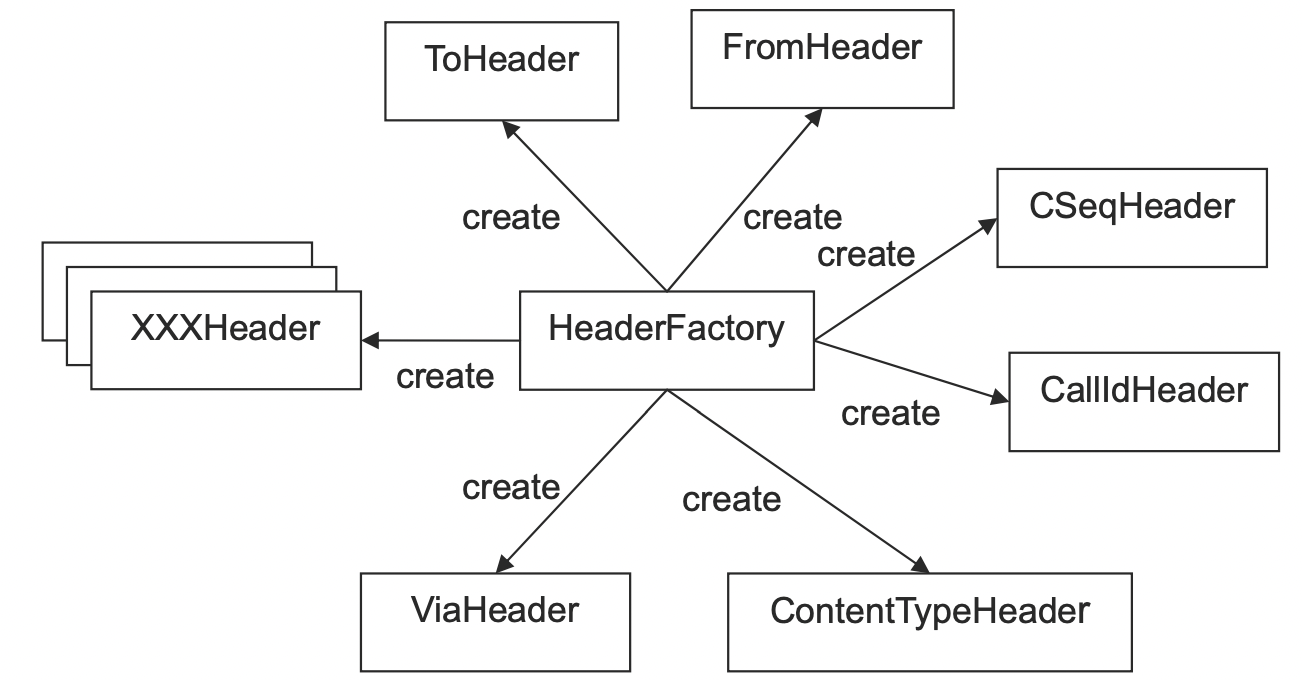 ToHeader
FromHeader
create
create
CSeqHeader
create
XXXHeader
HeaderFactory
create
CallIdHeader
create
create
create
ViaHeader
ContentTypeHeader